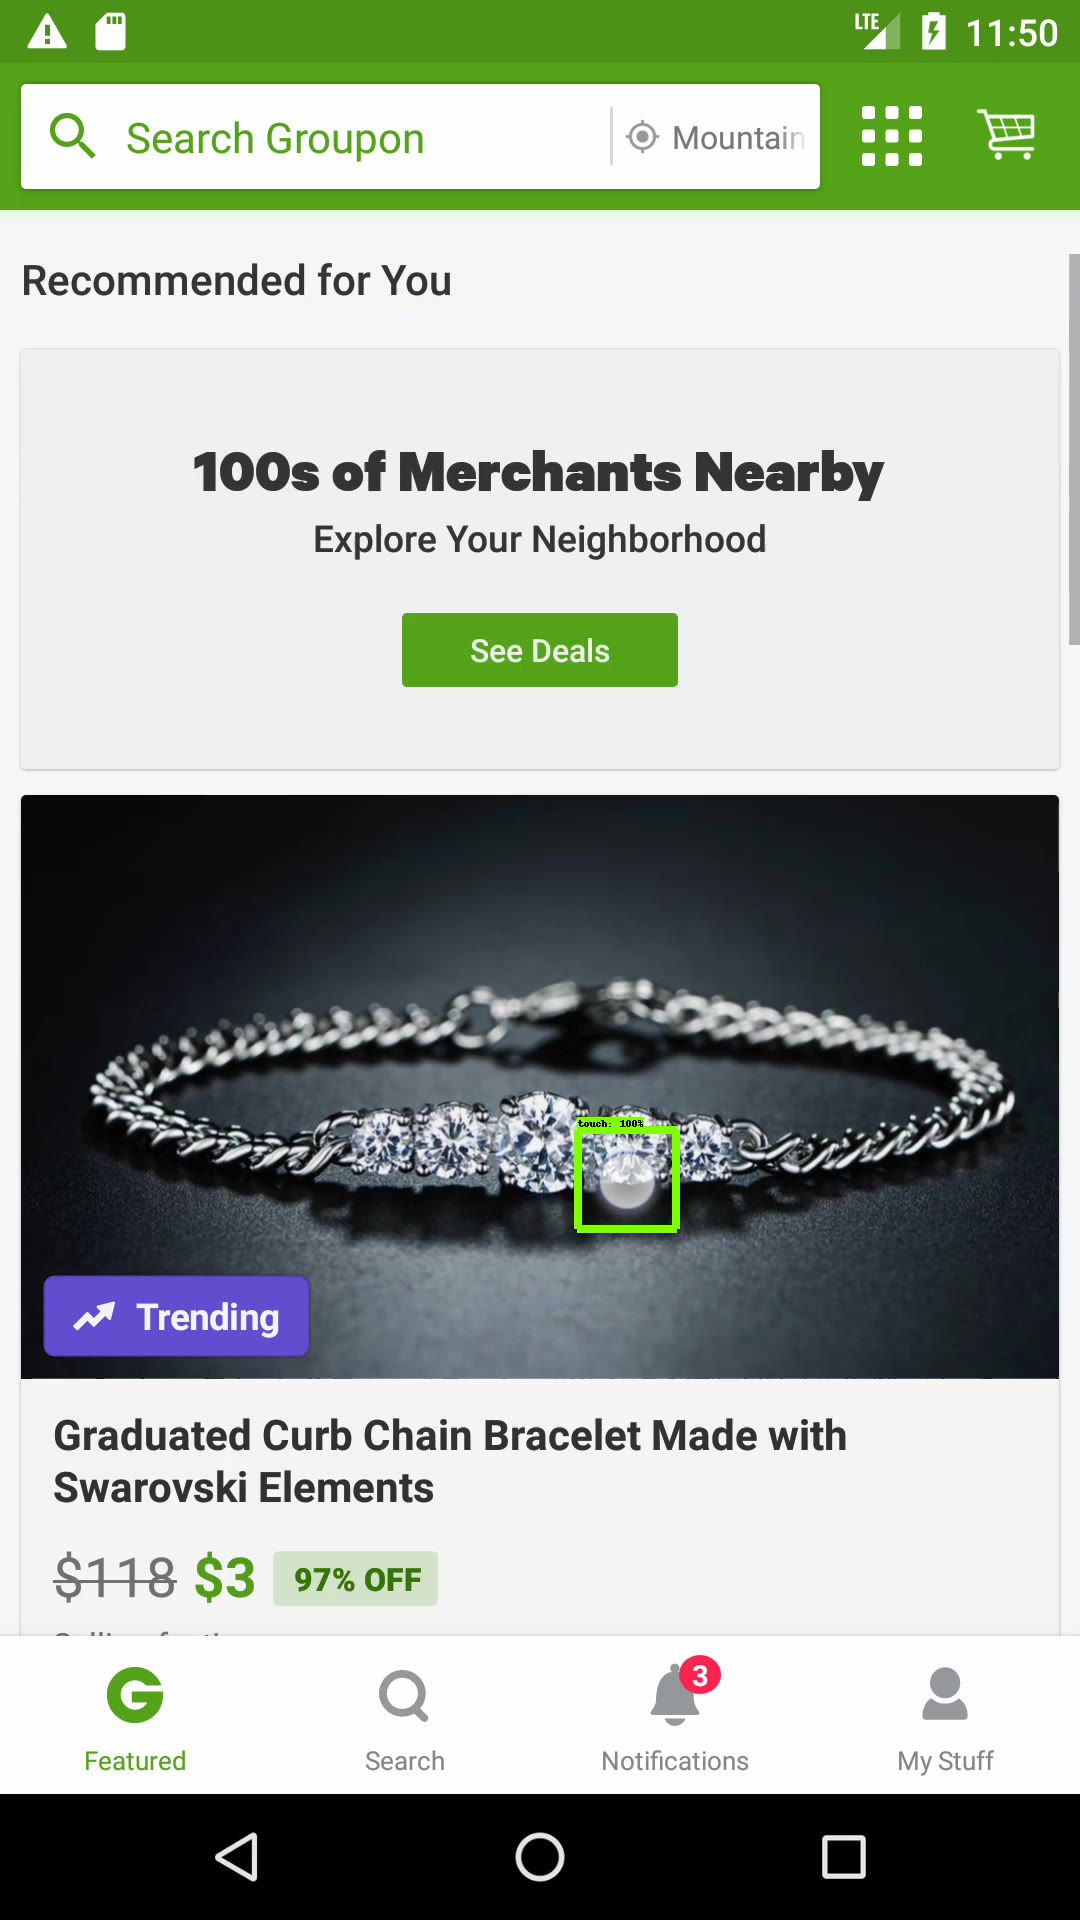 LTE 11:50
Search Groupon Mountain
Recommended for You
100s of Merchants Nearby
Explore Your Neighborhood
See Deals
touch: 100%
Trending
Graduated Curb Chain Bracelet Made with
Swarovski Elements
$118 $3 97% OFF
3
Featured Search Notifications My Stuff